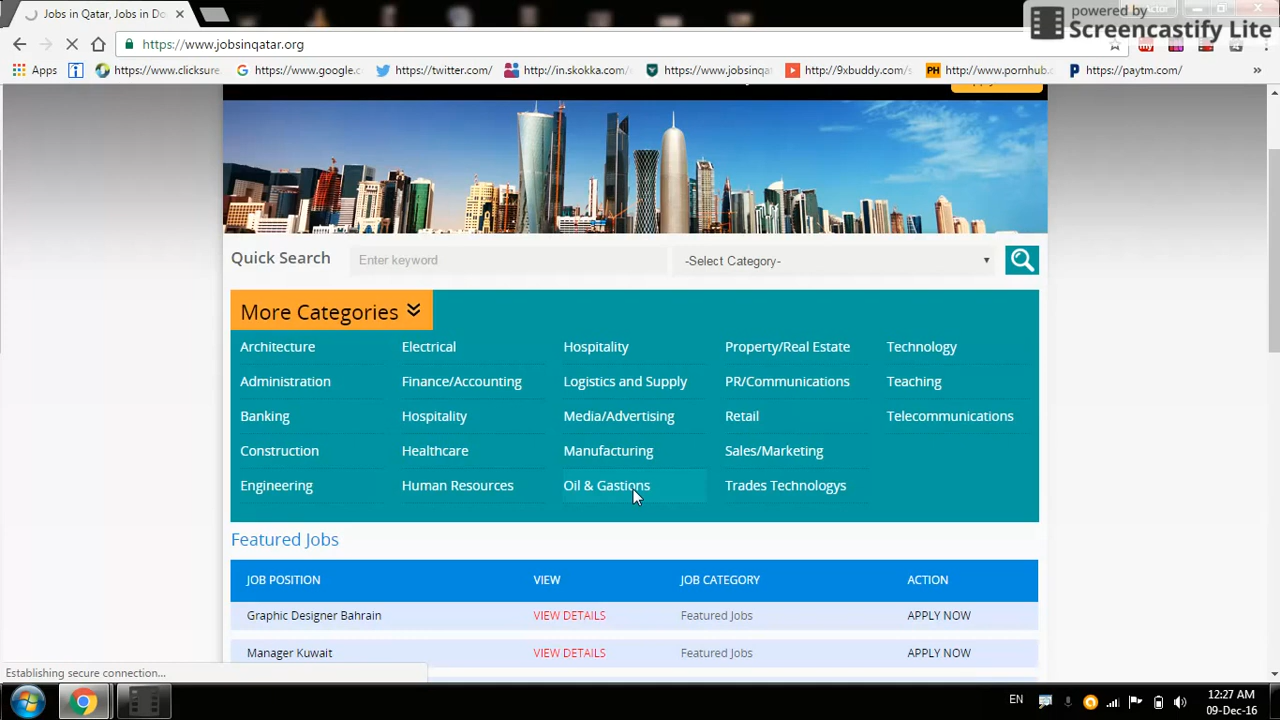 Jobs in Qatar, Jobs in Do
powered by
Screencastify Lite
https://www.jobsinqatar.org
Apps
https://www.clicksure.
https://www.google.c
https://twitter.com/
http://in.skokka.com/
https://www.jobsinqat
http://9xbuddy.com/s
http://www.pornhub.c
https://paytm.com/
»
Quick Search
Enter keyword
-Select Category-
More Categories
Architecture
Electrical
Hospitality
Property/Real Estate
Technology
Administration
Finance/Accounting
Logistics and Supply
PR/Communications
Teaching
Banking
Hospitality
Media/Advertising
Retail
Telecommunications
Construction
Healthcare
Manufacturing
Sales/Marketing
Engineering
Human Resources
Oil & Gastions
Trades Technologys
Featured Jobs
JOB POSITION
VIEW
JOB CATEGORY
ACTION
Graphic Designer Bahrain
VIEW DETAILS
Featured Jobs
APPLY NOW
Manager Kuwait
VIEW DETAILS
Featured Jobs
APPLY NOW
Establishing secure connection...
EN
12:27 AM
09-Dec-16